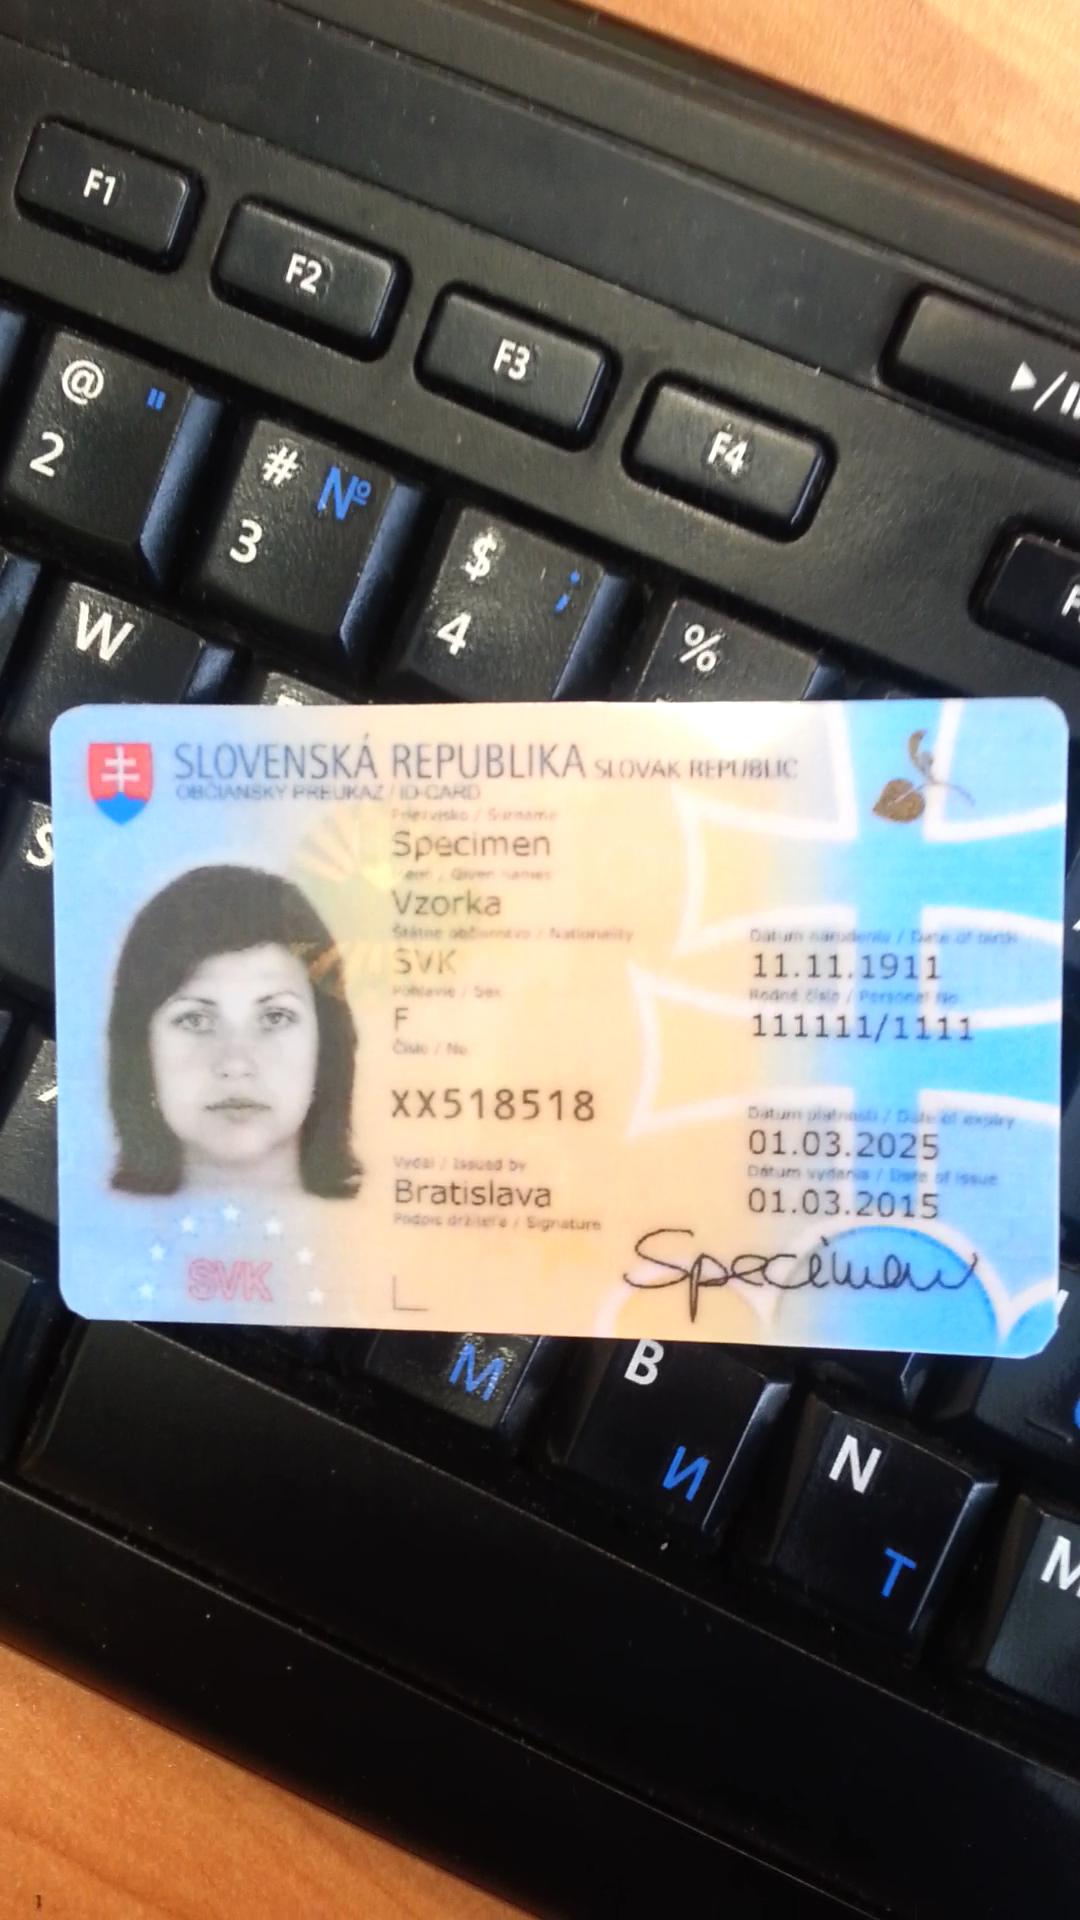 F1
F2
F3
F4
▶/II
@ "
2
# №
3
$ ;
4
%
W
S
SLOVENSKÁ REPUBLIKA SLOVAK REPUBLIC
OBČIANSKY PREUKAZ / ID-CARD
Priezvisko / Surname
Specimen
Meno / Given names
Vzorka
Štátne občianstvo / Nationality
SVK
Pohlavie / Sex
F
Číslo / No.
XX518518
Vydal / Issued by
Bratislava
Podpis držiteľa / Signature
Dátum narodenia / Date of birth
11.11.1911
Rodné číslo / Personal No.
111111/1111
Dátum platnosti / Date of expiry
01.03.2025
Dátum vydania / Date of issue
01.03.2015
Specimen
SVK
М
B
И
N
Т
M